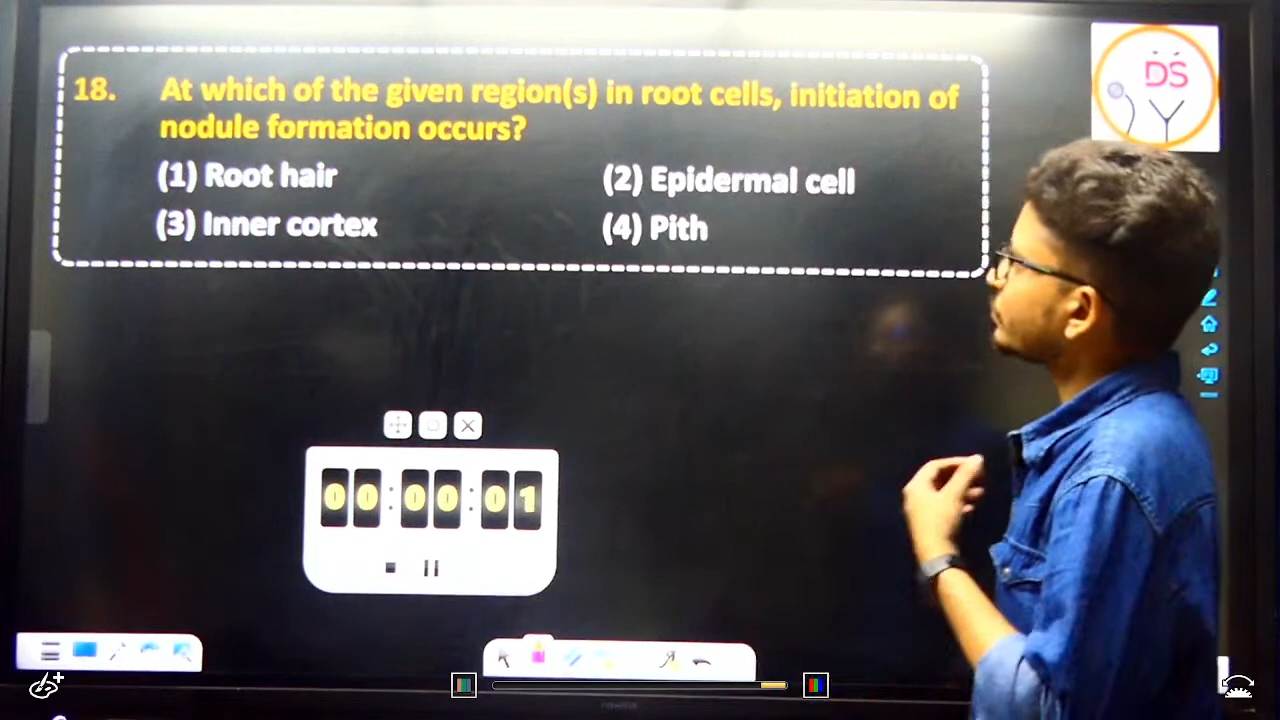 18. At which of the given region(s) in root cells, initiation of
nodule formation occurs?
(1) Root hair (2) Epidermal cell
(3) Inner cortex (4) Pith
DS
00:00:01